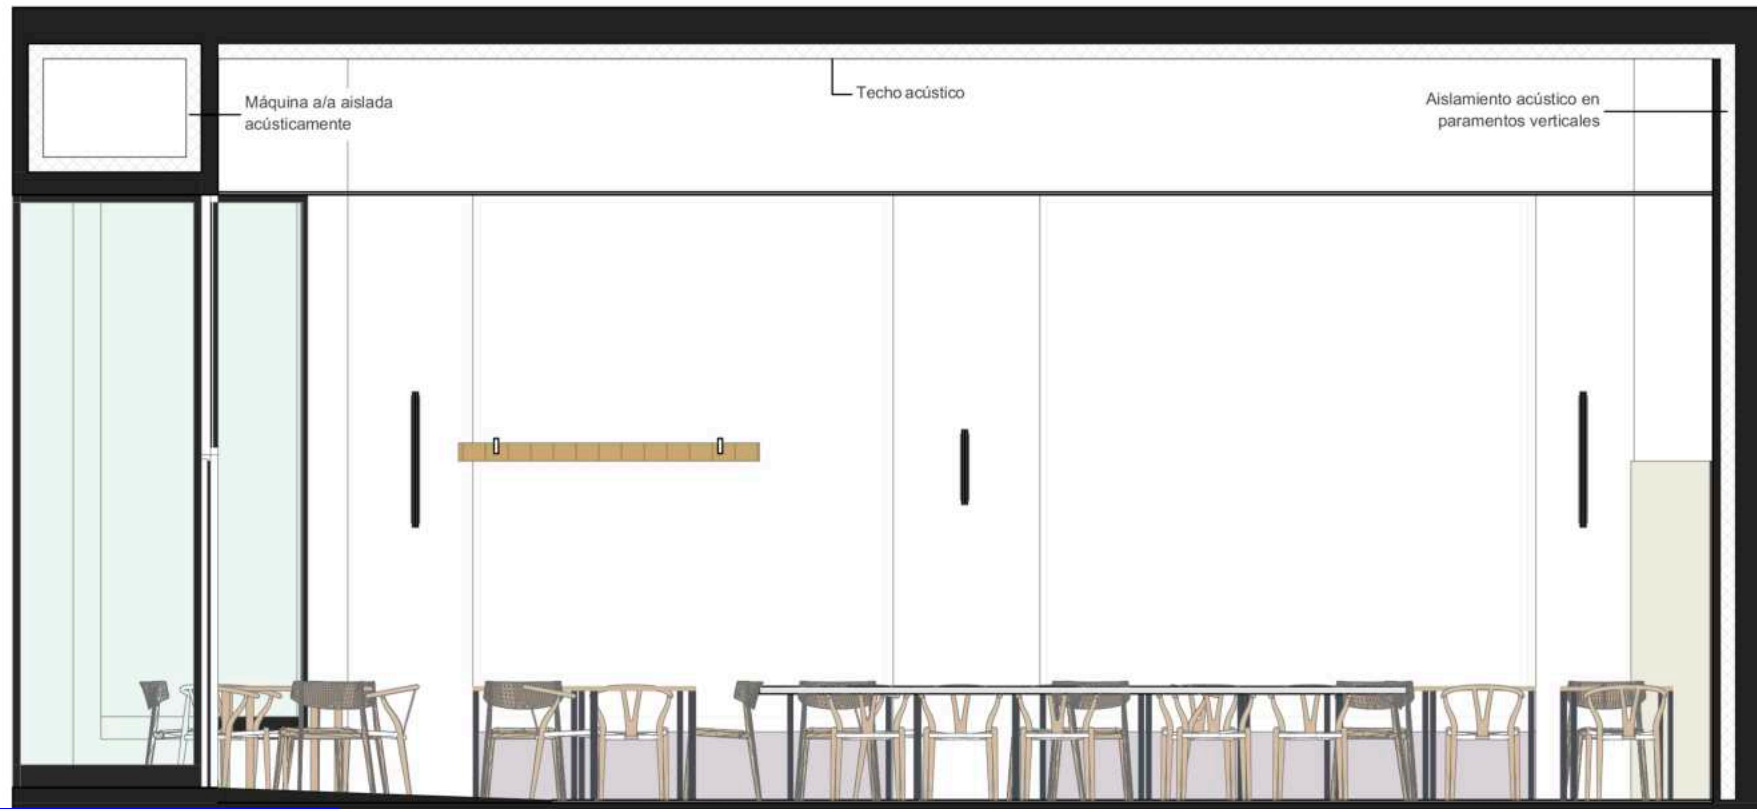 Máquina a/a aislada
acústicamente
Techo acústico
Aislamiento acústico en
paramentos verticales